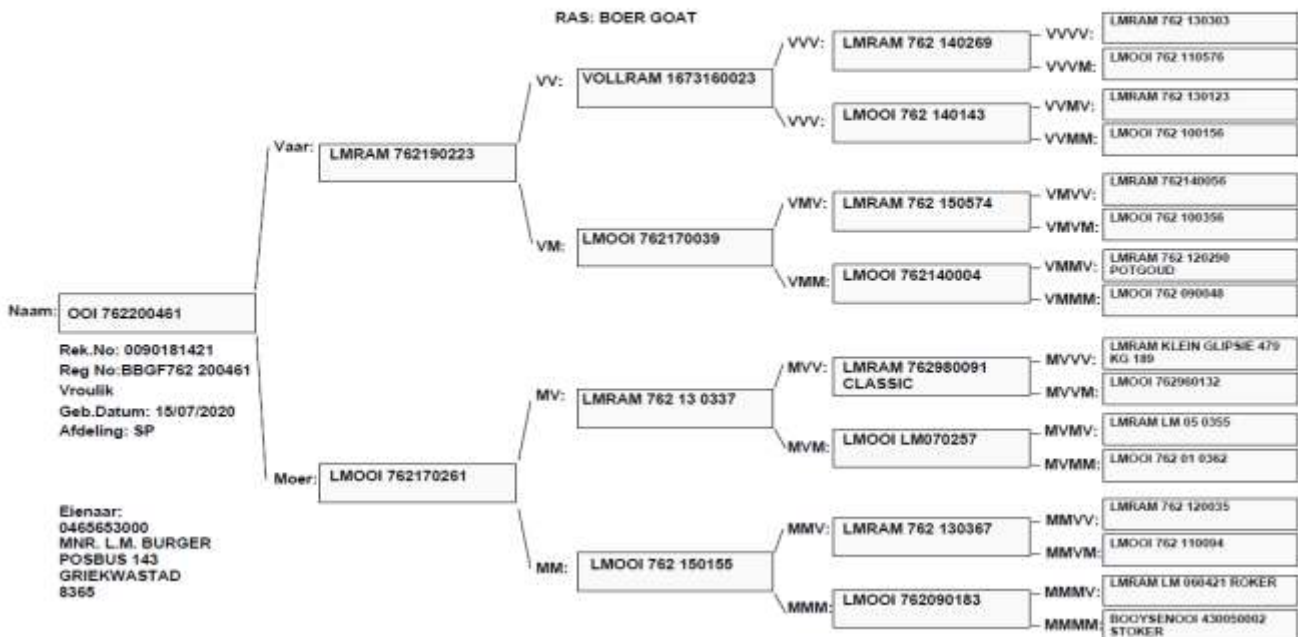 RAS: BOER GOAT
Naam: OOI 762200461
Rek.No: 0090181421
Reg No:BBGF762 200461
Vroulik
Geb.Datum: 15/07/2020
Afdeling: SP
Eienaar:
0465653000
MNR. L.M. BURGER
POSBUS 143
GRIEKWASTAD
8365
Vaar: LMRAM 762190223
Moer: LMOOI 762170261
VV: VOLLRAM 1673160023
VM: LMOOI 762170039
MV: LMRAM 762 13 0337
MM: LMOOI 762 150155
VVV: LMRAM 762 140269
VVV: LMOOI 762 140143
VMV: LMRAM 762 150574
VMM: LMOOI 762140004
MVV: LMRAM 762980091
CLASSIC
MVM: LMOOI LM070257
MMV: LMRAM 762 130367
MMM: LMOOI 762090183
VVVV: LMRAM 762 130303
VVVM: LMOOI 762 110576
VVMV: LMRAM 762 130123
VVMM: LMOOI 762 100156
VMVV: LMRAM 762140056
VMVM: LMOOI 762 100356
VMMV: LMRAM 762 120290
POTGOUD
VMMM: LMOOI 762 090048
MVVV: LMRAM KLEIN GLIPSIE 479
KG 189
MVVM: LMOOI 762960132
MVMV: LMRAM LM 05 0355
MVMM: LMOOI 762 01 0362
MMVV: LMRAM 762 120035
MMVM: LMOOI 762 110094
MMMV: LMRAM LM 060421 ROKER
MMMM: BOOYSENOOI 430050002
STOKER